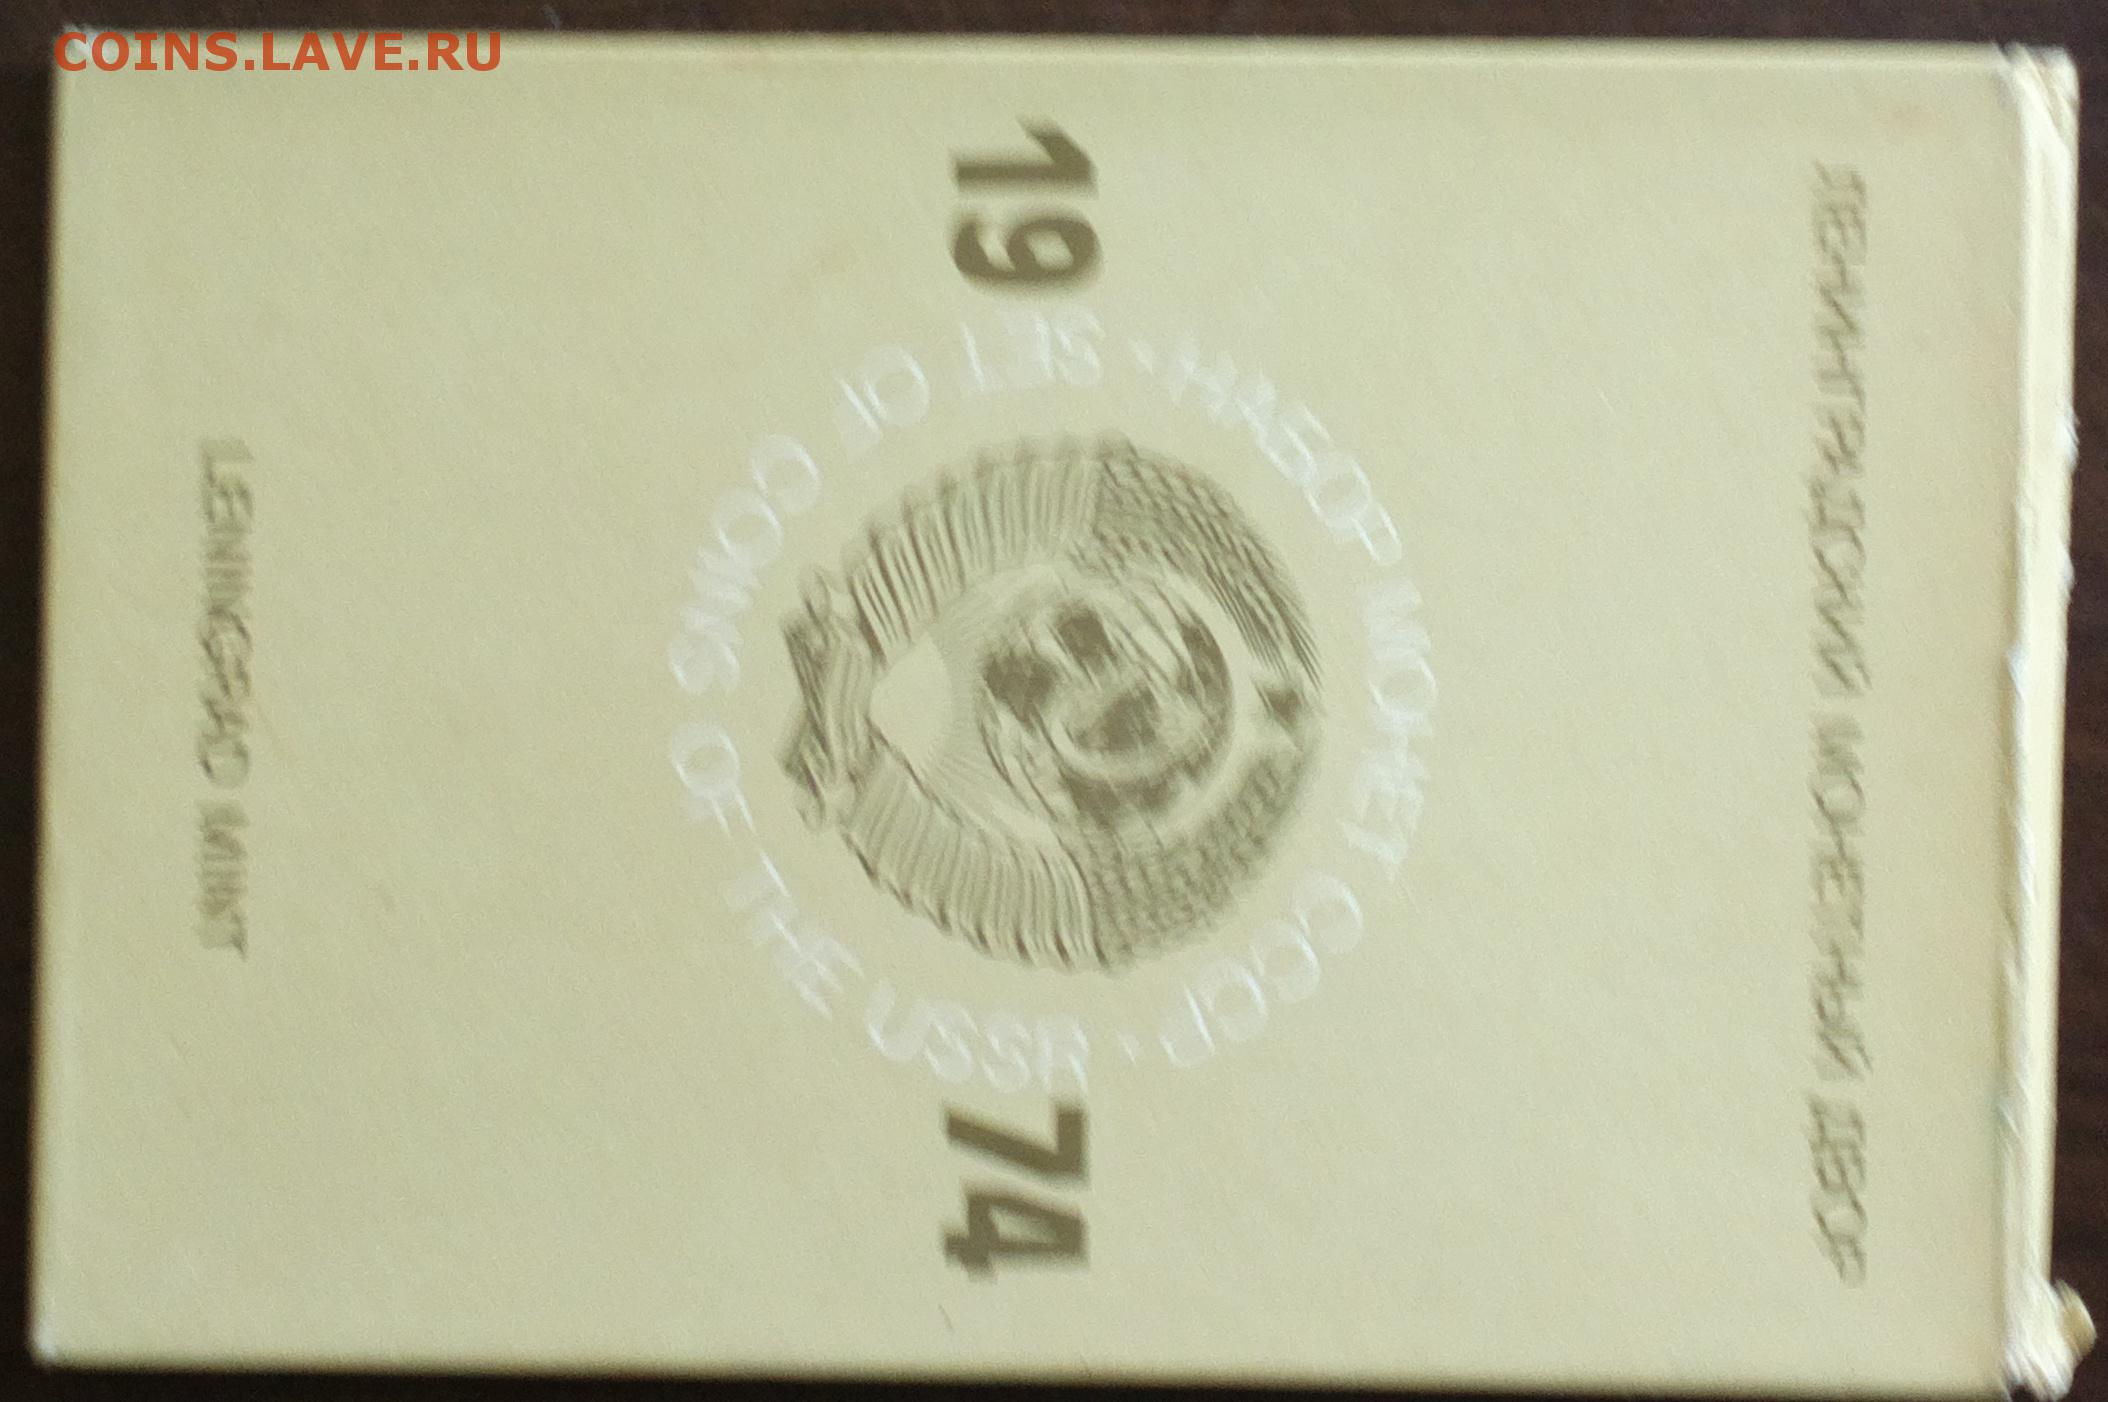 COINS.LAVE.RU
ЛЕНИНГРАДСКИЙ МОНЕТНЫЙ ДВОР
НАБОР МОНЕТ СССР
19 74
SET OF COINS OF THE USSR
LENINGRAD MINT